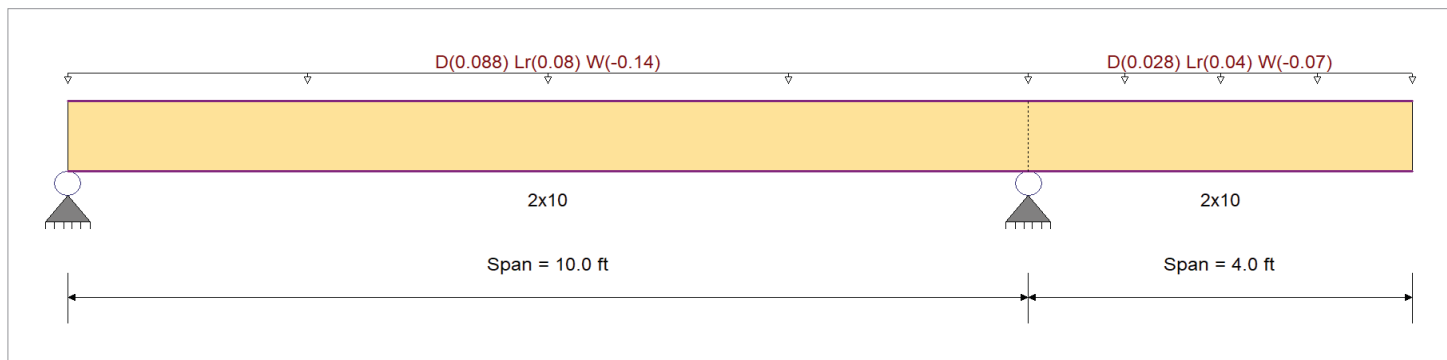 D(0.088) Lr(0.08) W(-0.14)
D(0.028) Lr(0.04) W(-0.07)
2x10
2x10
Span = 10.0 ft
Span = 4.0 ft